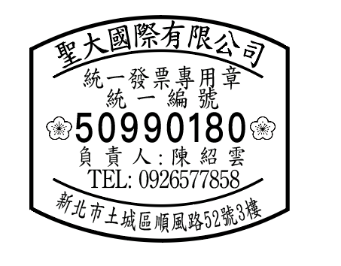 聖大國際有限公司
統一發票專用章
統一編號
50990180
負責人:陳紹雲
TEL: 0926577858
新北市土城區順風路52號3樓